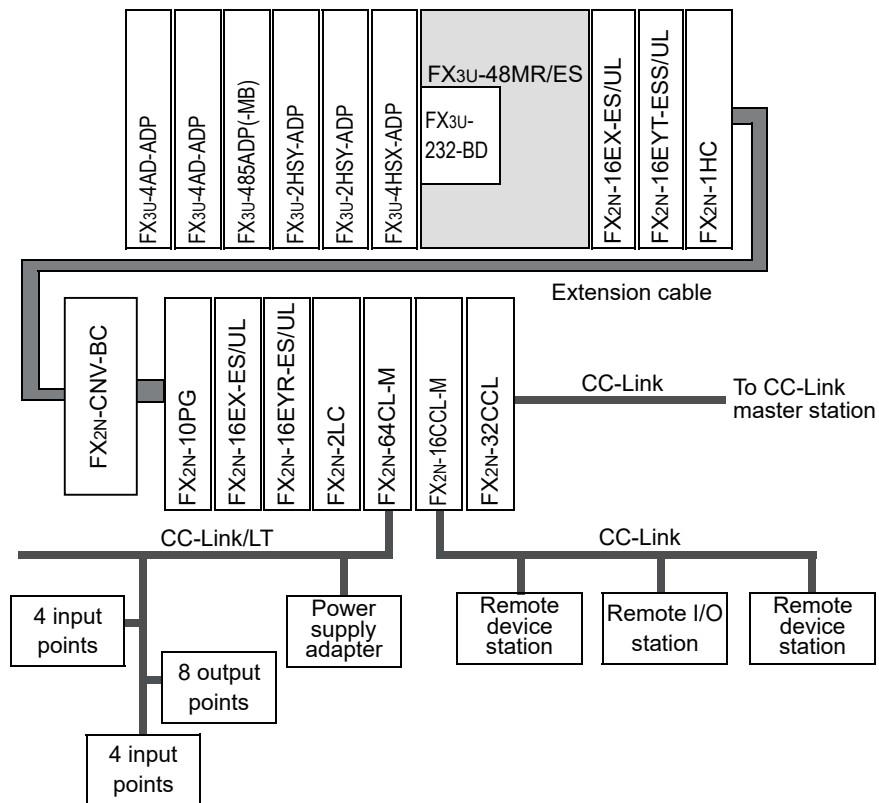 FX3U-4AD-ADP
FX3U-4AD-ADP
FX3U-485ADP(-MB)
FX3U-2HSY-ADP
FX3U-2HSY-ADP
FX3U-4HSX-ADP
FX3U-48MR/ES
FX3U-
232-BD
FX2N-16EX-ES/UL
FX2N-16EYT-ESS/UL
FX2N-1HC
Extension cable
FX2N-CNV-BC
FX2N-10PG
FX2N-16EX-ES/UL
FX2N-16EYR-ES/UL
FX2N-2LC
FX2N-64CL-M
FX2N-16CCL-M
FX2N-32CCL
CC-Link
To CC-Link
master station
CC-Link/LT
CC-Link
4 input
points
Power
supply
adapter
Remote
device
station
Remote I/O
station
Remote
device
station
8 output
points
4 input
points